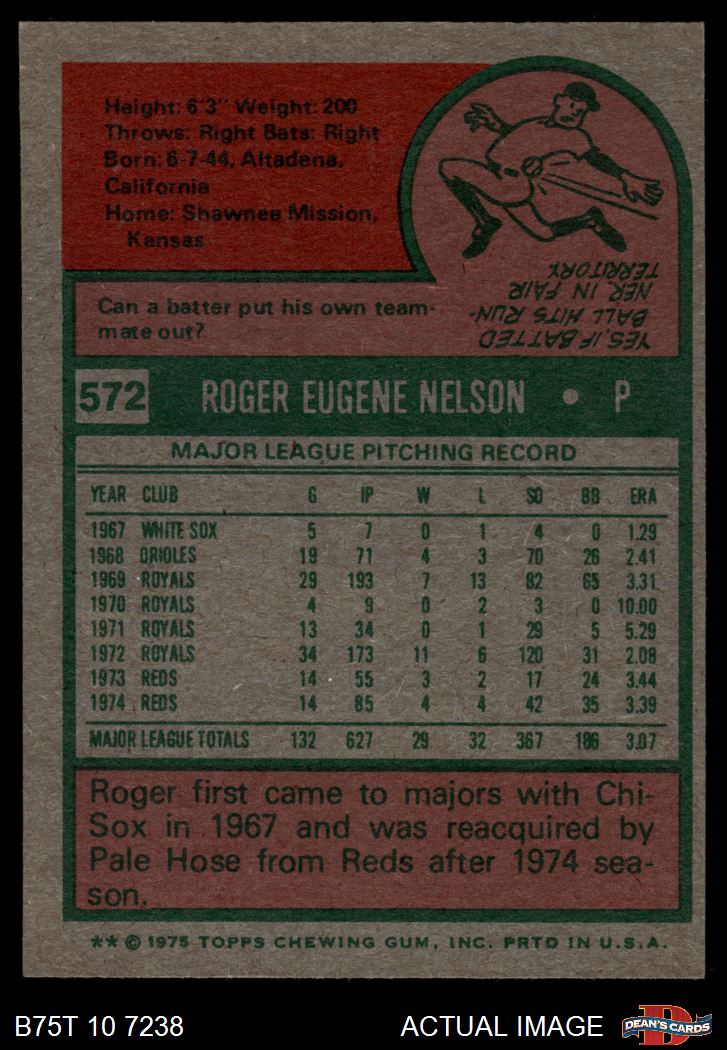 Height: 6'3" Weight: 200
Throws: Right Bats: Right
Born: 6-7-44, Altadena,
California
Home: Shawnee Mission,
Kansas
Can a batter put his own team-
mate out?
YES, IF BATTED
BALL HITS RUN-
NER IN FAIR
TERRITORY.
572 ROGER EUGENE NELSON • P
MAJOR LEAGUE PITCHING RECORD
YEAR CLUB G IP W L SO BB ERA
1967 WHITE SOX 5 7 0 1 4 0 1.29
1968 ORIOLES 19 71 4 3 70 26 2.41
1969 ROYALS 29 193 7 13 82 65 3.31
1970 ROYALS 4 9 0 2 3 0 10.00
1971 ROYALS 13 34 0 1 29 5 5.29
1972 ROYALS 34 173 11 6 120 31 2.08
1973 REDS 14 55 3 2 17 24 3.44
1974 REDS 14 85 4 4 42 35 3.39
MAJOR LEAGUE TOTALS 132 627 29 32 367 186 3.07
Roger first came to majors with Chi-
Sox in 1967 and was reacquired by
Pale Hose from Reds after 1974 sea-
son.
** © 1975 TOPPS CHEWING GUM, INC. PRTD IN U.S.A.
B75T 10 7238 ACTUAL IMAGE
D
DEAN'S CARDS